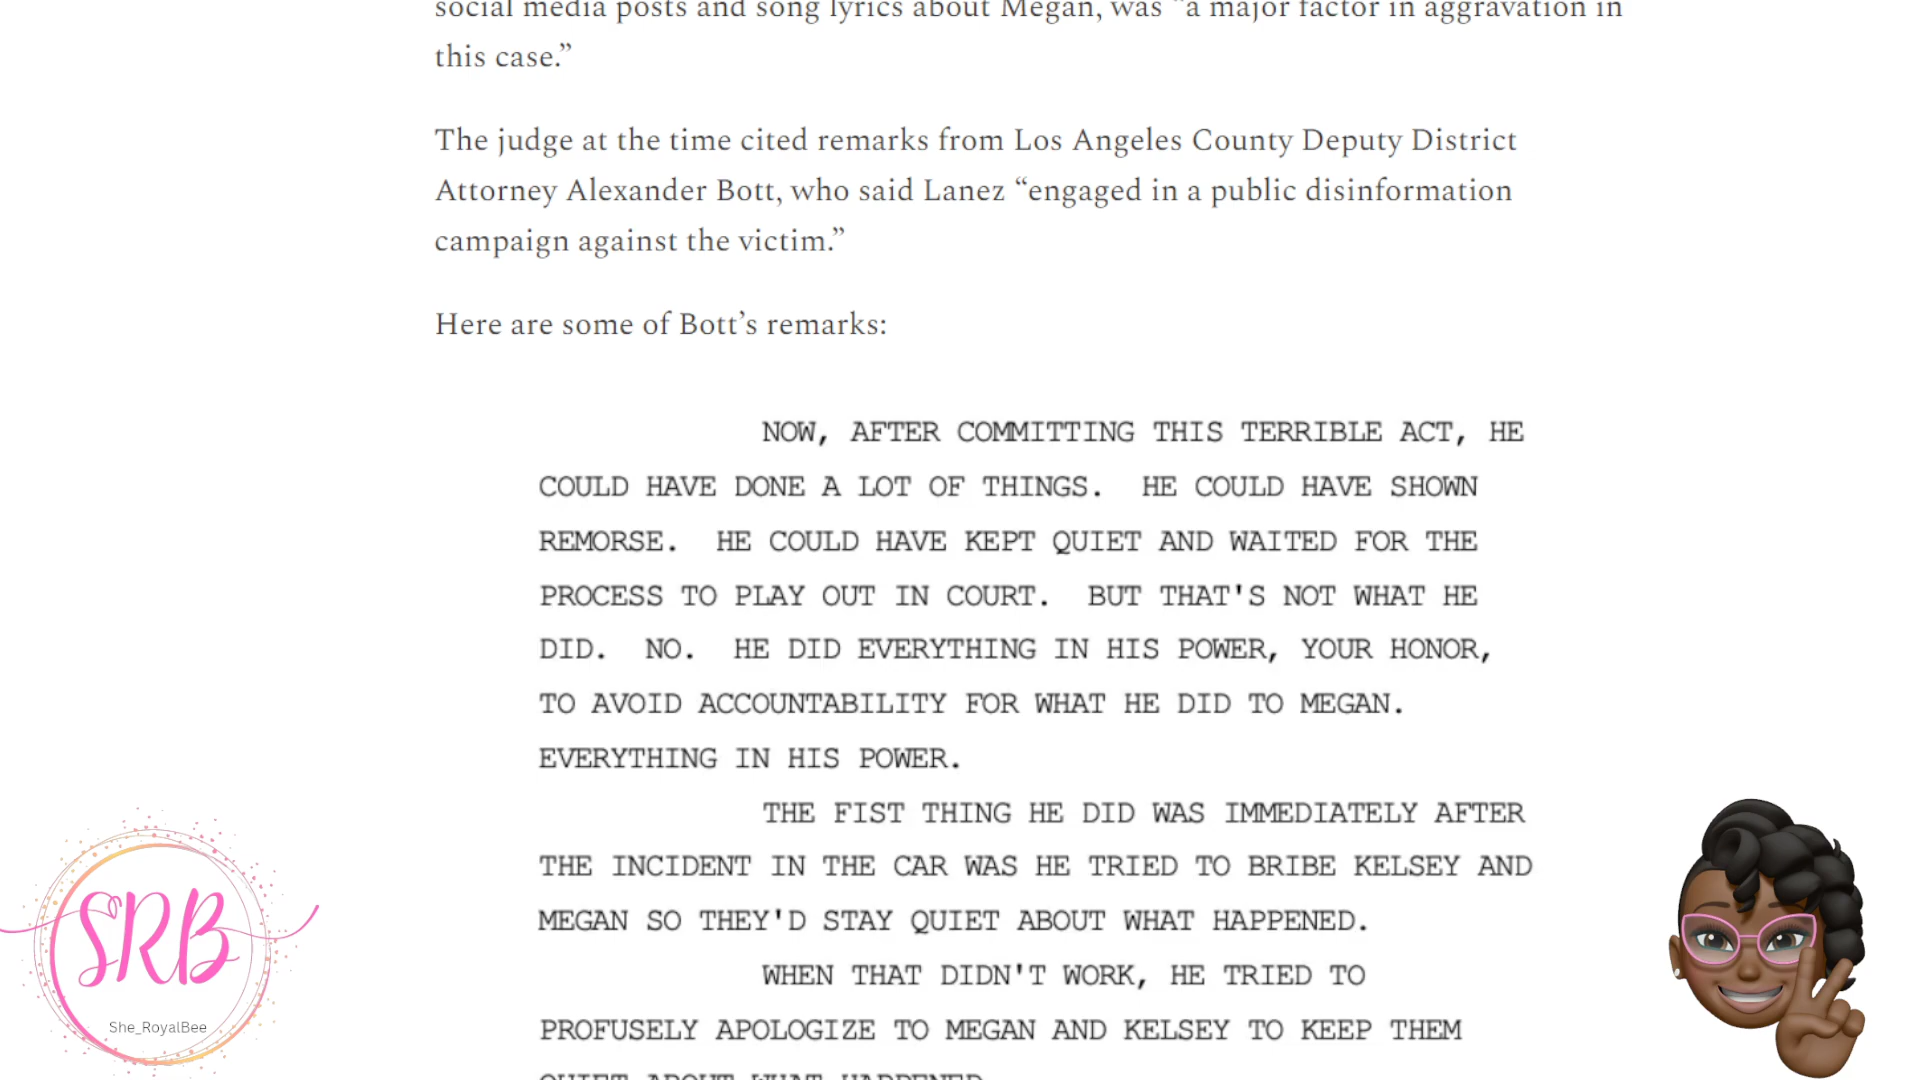 social media posts and song lyrics about Megan, was “a major factor in aggravation in
this case.”
The judge at the time cited remarks from Los Angeles County Deputy District
Attorney Alexander Bott, who said Lanez “engaged in a public disinformation
campaign against the victim.”
Here are some of Bott’s remarks:
NOW, AFTER COMMITTING THIS TERRIBLE ACT, HE
COULD HAVE DONE A LOT OF THINGS. HE COULD HAVE SHOWN
REMORSE. HE COULD HAVE KEPT QUIET AND WAITED FOR THE
PROCESS TO PLAY OUT IN COURT. BUT THAT'S NOT WHAT HE
DID. NO. HE DID EVERYTHING IN HIS POWER, YOUR HONOR,
TO AVOID ACCOUNTABILITY FOR WHAT HE DID TO MEGAN.
EVERYTHING IN HIS POWER.
THE FIST THING HE DID WAS IMMEDIATELY AFTER
THE INCIDENT IN THE CAR WAS HE TRIED TO BRIBE KELSEY AND
MEGAN SO THEY'D STAY QUIET ABOUT WHAT HAPPENED.
WHEN THAT DIDN'T WORK, HE TRIED TO
PROFUSELY APOLOGIZE TO MEGAN AND KELSEY TO KEEP THEM
QUIET ABOUT WHAT HAPPENED
SRB
She_RoyalBee